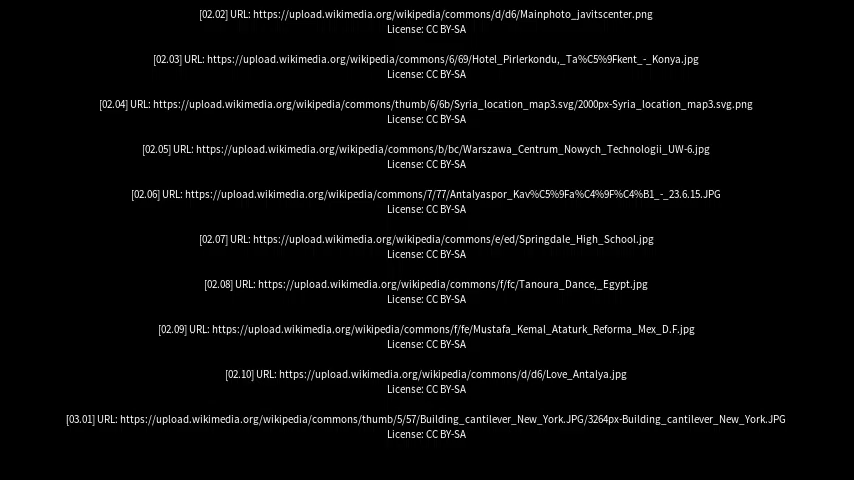 [02.02] URL: https://upload.wikimedia.org/wikipedia/commons/d/d6/Mainphoto_javitscenter.png
License: CC BY-SA
[02.03] URL: https://upload.wikimedia.org/wikipedia/commons/6/69/Hotel_Pirlerkondu,_Ta%C5%9Fkent_-_Konya.jpg
License: CC BY-SA
[02.04] URL: https://upload.wikimedia.org/wikipedia/commons/thumb/6/6b/Syria_location_map3.svg/2000px-Syria_location_map3.svg.png
License: CC BY-SA
[02.05] URL: https://upload.wikimedia.org/wikipedia/commons/b/bc/Warszawa_Centrum_Nowych_Technologii_UW-6.jpg
License: CC BY-SA
[02.06] URL: https://upload.wikimedia.org/wikipedia/commons/7/77/Antalyaspor_Kav%C5%9Fa%C4%9F%C4%B1_-_23.6.15.JPG
License: CC BY-SA
[02.07] URL: https://upload.wikimedia.org/wikipedia/commons/e/ed/Springdale_High_School.jpg
License: CC BY-SA
[02.08] URL: https://upload.wikimedia.org/wikipedia/commons/f/fc/Tanoura_Dance,_Egypt.jpg
License: CC BY-SA
[02.09] URL: https://upload.wikimedia.org/wikipedia/commons/f/fe/Mustafa_Kemal_Ataturk_Reforma_Mex_D.F.jpg
License: CC BY-SA
[02.10] URL: https://upload.wikimedia.org/wikipedia/commons/d/d6/Love_Antalya.jpg
License: CC BY-SA
[03.01] URL: https://upload.wikimedia.org/wikipedia/commons/thumb/5/57/Building_cantilever_New_York.JPG/3264px-Building_cantilever_New_York.JPG
License: CC BY-SA